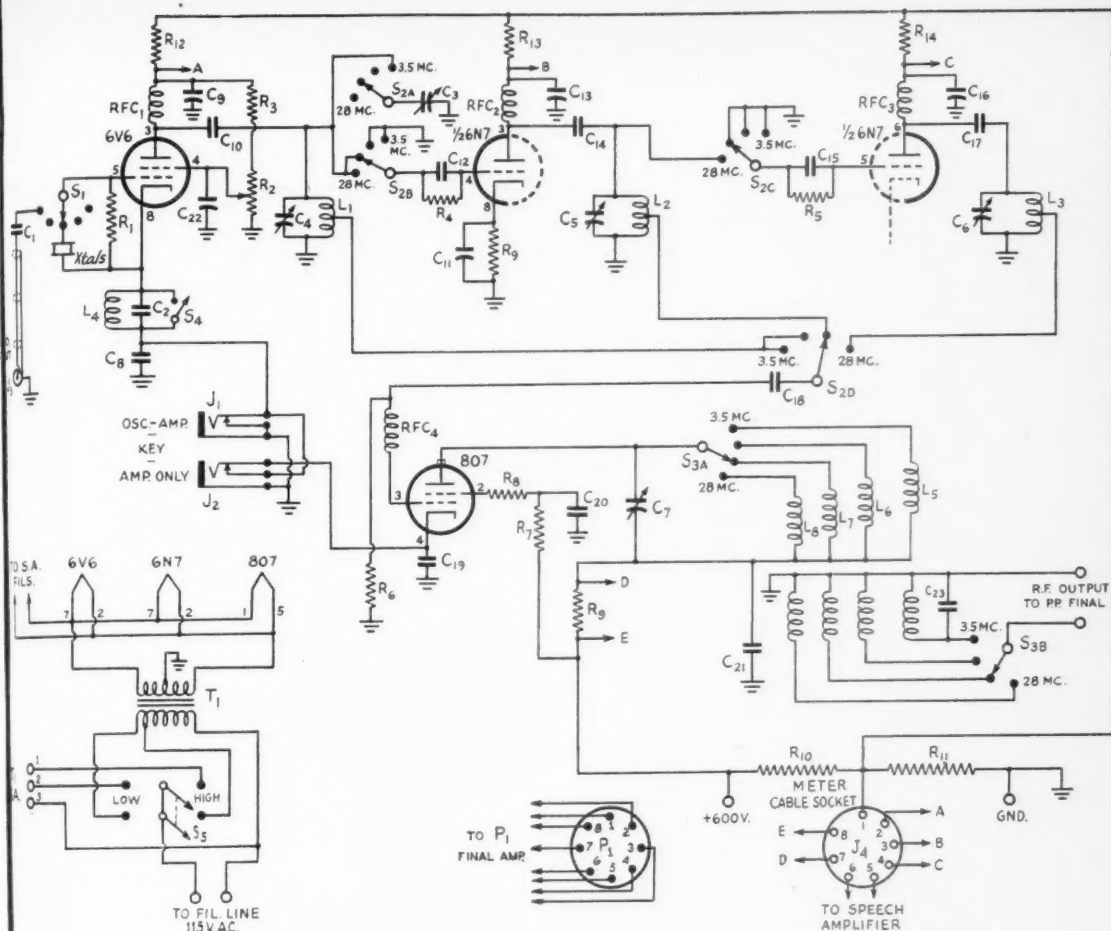 R12
A
RFC1
C9
R3
6V6
3
C10
5
4
S1
8
R1
C22
R2
C1
Xtals
L4
C2
S4
C8
3.5 MC.
S2A
C3
28 MC.
3.5 MC.
28 MC.
S2B
C12
R4
C4
L1
R13
B
RFC2
C13
½6N7
3
C14
4
8
C11
R9
C5
L2
3.5 MC.
28 MC.
S2C
C15
R5
R14
C
RFC3
C16
½6N7
6
C17
5
C6
L3
3.5 MC.
28 MC.
C18
S2D
J1
OSC.-AMP.
KEY
AMP. ONLY
J2
RFC4
807
3
2
4
R8
R7
C20
C19
R6
C7
3.5 MC
S3A
28 MC.
L8
L7
L6
L5
D
R9
E
C21
C23
R.F. OUTPUT
TO P.P. FINAL
3.5 MC.
S3B
28 MC.
TO S.A.
FILS.
6V6
6N7
807
7
2
7
2
1
5
T1
1
2
3
LOW
HIGH
S5
TO FIL. LINE
115 V. AC.
TO P1
FINAL AMP.
P1
1
2
3
4
5
6
7
8
+600V.
R10
METER
CABLE SOCKET
R11
GND.
J4
1
2
3
4
5
6
7
8
A
B
C
D
E
TO SPEECH
AMPLIFIER